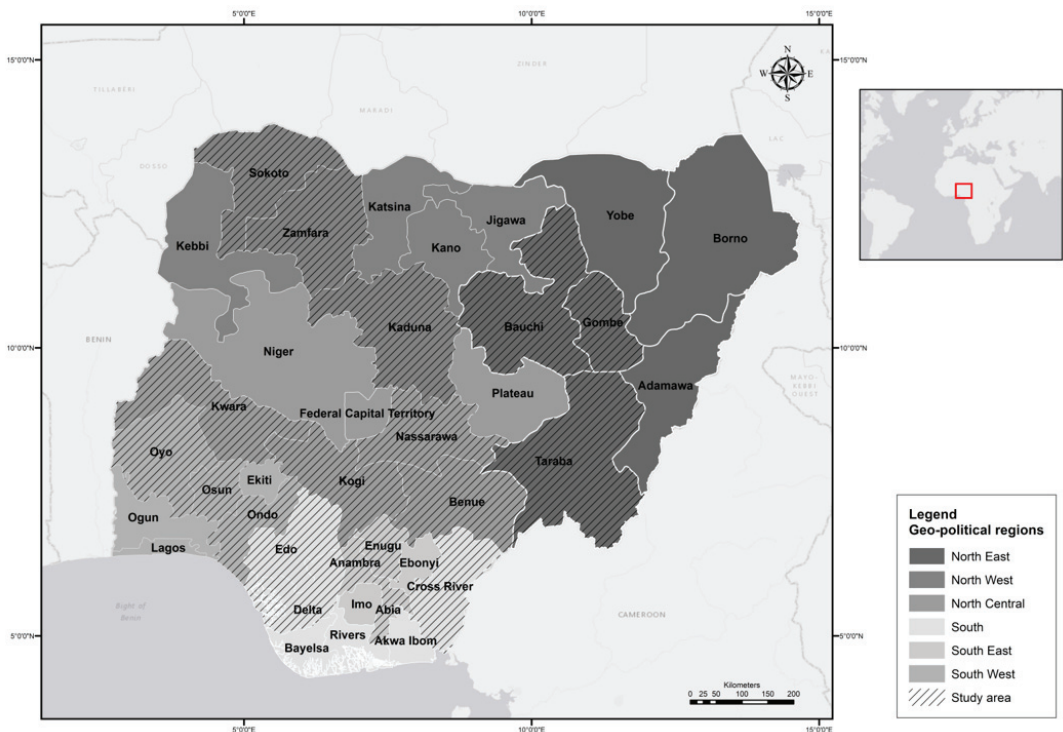 5°0'0"E
10°0'0"E
15°0'0"E
15°0'0"N
15°0'0"N
ZINDER
N
W E
S
TILLABÉRI
MARADI
LAC
DOSSO
Sokoto
Katsina
Yobe
Jigawa
Zamfara
Borno
Kebbi
Kano
Kaduna
Bauchi
Gombe
BENIN
10°0'0"N
10°0'0"N
Niger
Adamawa
MAYO-
KEBBI
OUEST
Plateau
Kwara
Federal Capital Territory
Nassarawa
Oyo
Taraba
Ekiti
Kogi
Osun
Benue
Ogun
Ondo
Lagos
Edo
Enugu
Anambra
Ebonyi
Cross River
Imo
Abia
Delta
Bight of
Benin
CAMEROON
5°0'0"N
5°0'0"N
Rivers
Akwa Ibom
Bayelsa
Kilometers
0 25 50 100 150 200
5°0'0"E
10°0'0"E
15°0'0"E
Legend
Geo-political regions
North East
North West
North Central
South
South East
South West
Study area